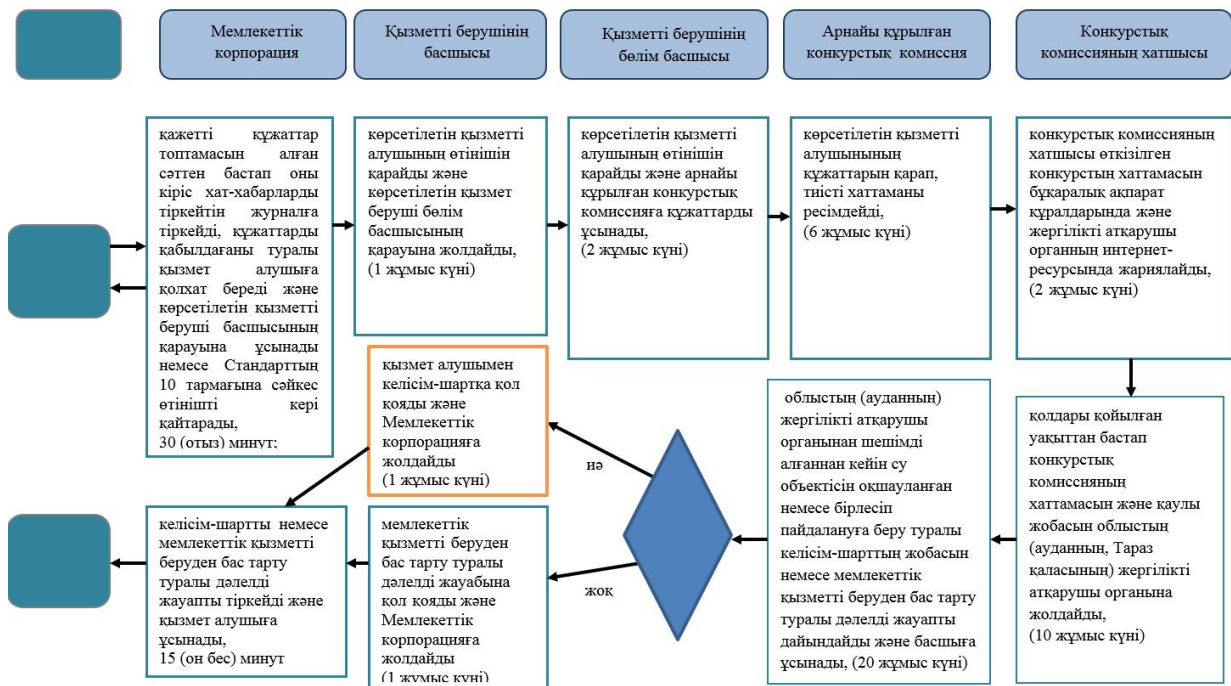 Мемлекеттік
корпорация
Қызметті берушінің
басшысы
Қызметті берушінің
бөлім басшысы
Арнайы құрылған
конкурстық комиссия
Конкурстық
комиссияның хатшысы
қажетті құжаттар
топтамасын алған
сәттен бастап оны
кіріс хат-хабарларды
тіркейтін журналға
тіркейді, құжаттарды
қабылдағаны туралы
қызмет алушыға
қолхат береді және
көрсетілетін қызметті
беруші басшысының
қарауына ұсынады
немесе Стандарттың
10 тармағына сәйкес
өтінішті кері
қайтарады,
30 (отыз) минут;
көрсетілетін қызметті
алушының өтінішін
қарайды және
көрсетілетін қызмет
беруші бөлім
басшысының
қарауына жолдайды,
(1 жұмыс күні)
көрсетілетін қызметті
алушының өтінішін
қарайды және арнайы
құрылған конкурстық
комиссияға құжаттарды
ұсынады,
(2 жұмыс күні)
көрсетілетін қызметті
алушынының
құжаттарын қарап,
тиісті хаттаманы
ресімдейді,
(6 жұмыс күні)
конкурстық комиссияның
хатшысы өткізілген
конкурстың хаттамасын
бұқаралық ақпарат
құралдарында және
жергілікті атқарушы
органның интернет-
ресурсында жариялайды,
(2 жұмыс күні)
қолдары қойылған
уақыттан бастап
конкурстық
комиссияның
хаттамасын және қаулы
жобасын облыстың
(ауданның, Тараз
қаласының) жергілікті
атқарушы органына
жолдайды,
(10 жұмыс күні)
облыстың (ауданның)
жергілікті атқарушы
органынан шешімді
алғаннан кейін су
объектісін оқшауланған
немесе бірлесіп
пайдалануға беру туралы
келісім-шарттың жобасын
немесе мемлекеттік
қызметті беруден бас тарту
туралы дәлелді жауапты
дайындайды және басшыға
ұсынады, (20 жұмыс күні)
иә
жоқ
қызмет алушымен
келісім-шартқа қол
қояды және
Мемлекеттік
корпорацияға
жолдайды
(1 жұмыс күні)
мемлекеттік
қызметті беруден
бас тарту туралы
дәлелді жауабына
қол қояды және
Мемлекеттік
корпорацияға
жолдайды
(1 жұмыс күні)
келісім-шартты немесе
мемлекеттік қызметті
беруден бас тарту
туралы дәлелді
жауапты тіркейді және
қызмет алушыға
ұсынады,
15 (он бес) минут